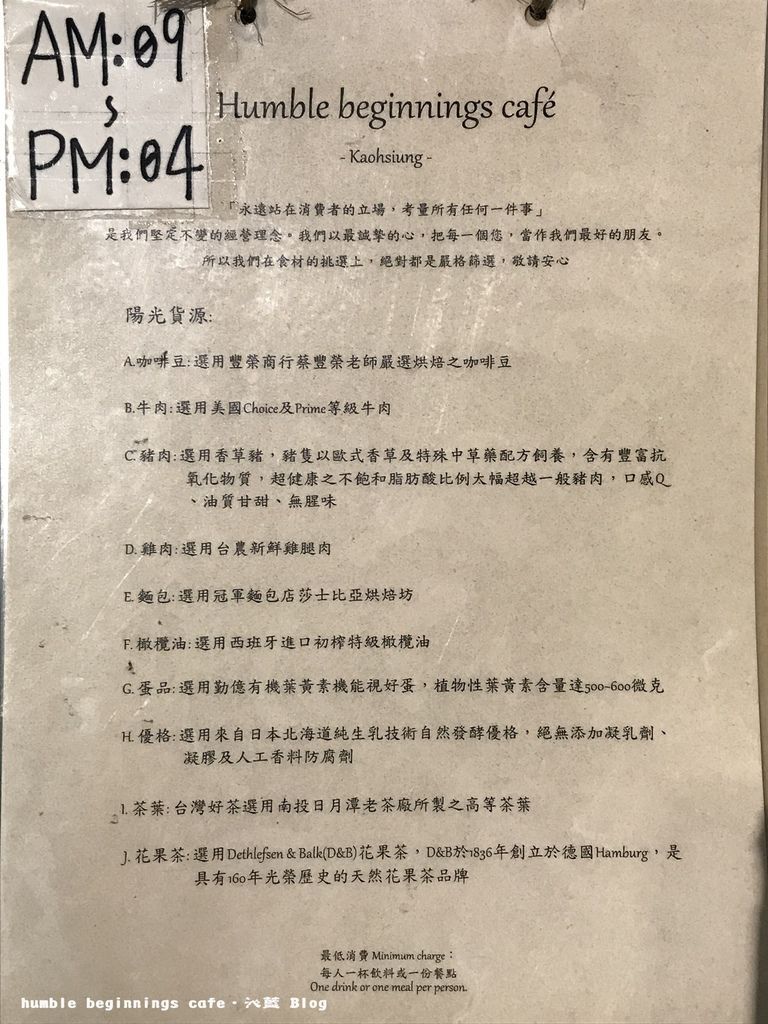 AM:09
~
PM:04
Humble beginnings café
- Kaohsiung -
「永遠站在消費者的立場，考量所有任何一件事」
是我們堅定不變的經營理念。我們以最誠摯的心，把每一個您，當作我們最好的朋友。
所以我們在食材的挑選上，絕對都是嚴格篩選，敬請安心
陽光貨源:
A.咖啡豆:選用豐榮商行蔡豐榮老師嚴選烘焙之咖啡豆
B.牛肉:選用美國Choice及Prime等級牛肉
C.豬肉:選用香草豬，豬隻以歐式香草及特殊中草藥配方飼養，含有豐富抗
氧化物質，超健康之不飽和脂肪酸比例大幅超越一般豬肉，口感Q
、油質甘甜、無腥味
D.雞肉:選用台農新鮮雞腿肉
E.麵包:選用冠軍麵包店莎士比亞烘焙坊
F.橄欖油:選用西班牙進口初榨特級橄欖油
G.蛋品:選用勤億有機葉黃素機能視好蛋，植物性葉黃素含量達500~600微克
H.優格:選用來自日本北海道純生乳技術自然發酵優格，絕無添加凝乳劑、
凝膠及人工香料防腐劑
I.茶葉:台灣好茶選用南投日月潭老茶廠所製之高等茶葉
J.花果茶:選用Dethlefsen & Balk(D&B)花果茶，D&B於1836年創立於德國Hamburg，是
具有160年光榮歷史的天然花果茶品牌
最低消費 Minimum charge：
每人一杯飲料或一份餐點
One drink or one meal per person.
humble beginnings cafe‧沁藍 Blog